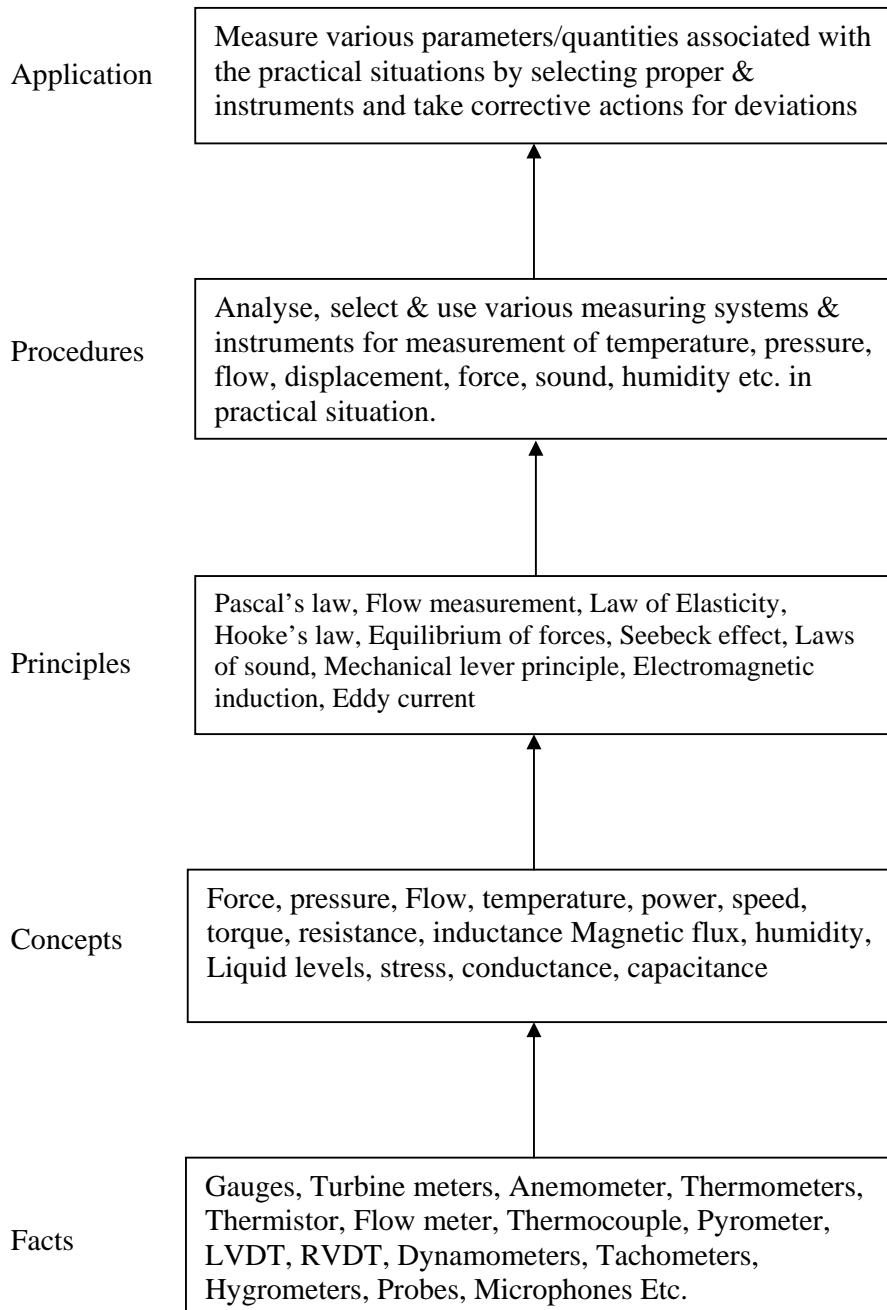 Application
Measure various parameters/quantities associated with
the practical situations by selecting proper &
instruments and take corrective actions for deviations
Procedures
Analyse, select & use various measuring systems &
instruments for measurement of temperature, pressure,
flow, displacement, force, sound, humidity etc. in
practical situation.
Principles
Pascal’s law, Flow measurement, Law of Elasticity,
Hooke’s law, Equilibrium of forces, Seebeck effect, Laws
of sound, Mechanical lever principle, Electromagnetic
induction, Eddy current
Concepts
Force, pressure, Flow, temperature, power, speed,
torque, resistance, inductance Magnetic flux, humidity,
Liquid levels, stress, conductance, capacitance
Facts
Gauges, Turbine meters, Anemometer, Thermometers,
Thermistor, Flow meter, Thermocouple, Pyrometer,
LVDT, RVDT, Dynamometers, Tachometers,
Hygrometers, Probes, Microphones Etc.